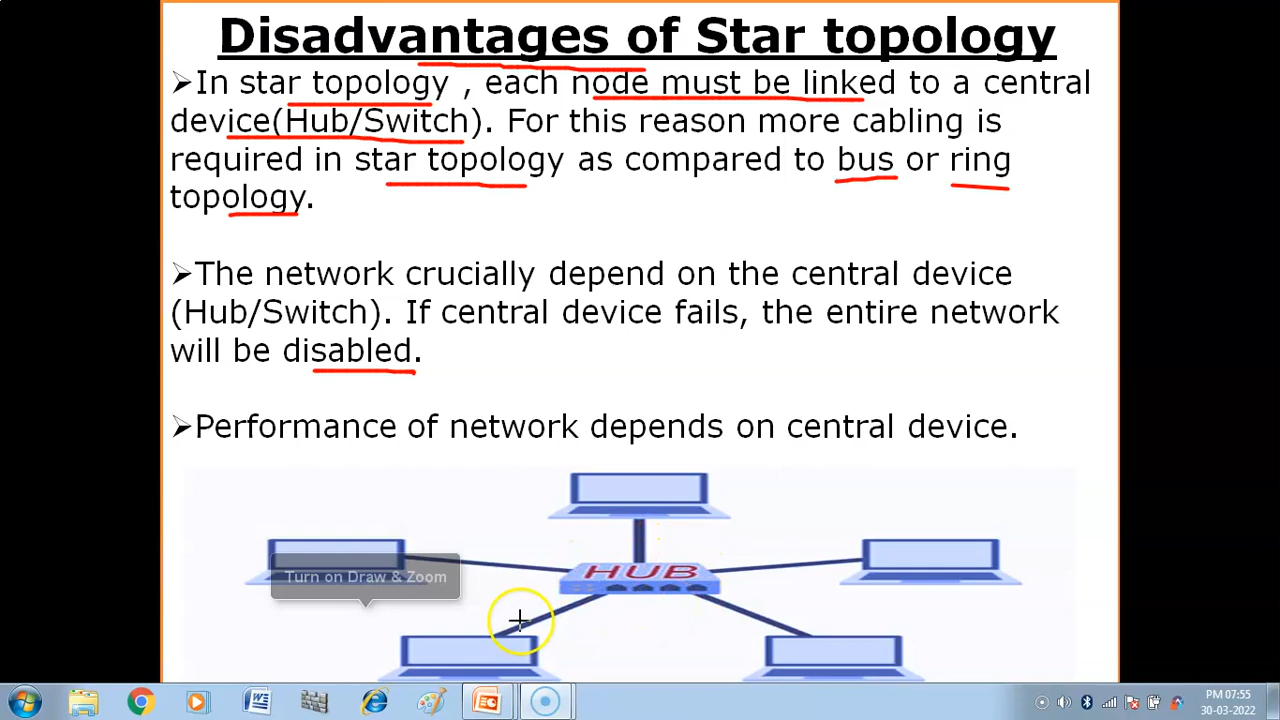 Disadvantages of Star topology
➢In star topology , each node must be linked to a central
device(Hub/Switch). For this reason more cabling is
required in star topology as compared to bus or ring
topology.
➢The network crucially depend on the central device
(Hub/Switch). If central device fails, the entire network
will be disabled.
➢Performance of network depends on central device.
HUB
Turn on Draw & Zoom
PM 07:55
30-03-2022